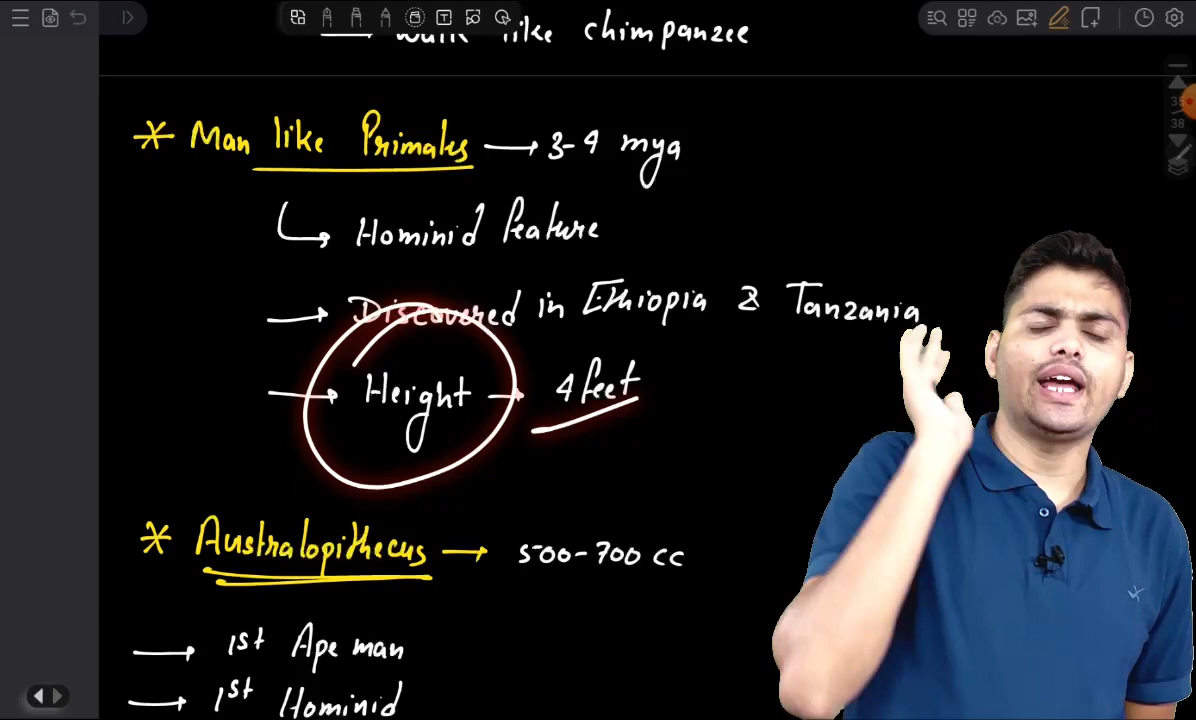 walk like chimpanzee
* Man like Primates → 3-4 mya
↳ Hominid feature
→ Discovered in Ethiopia & Tanzania
→ Height → 4 feet
* Australopithecus → 500-700 cc
→ 1st Ape man
→ 1st Hominid
38